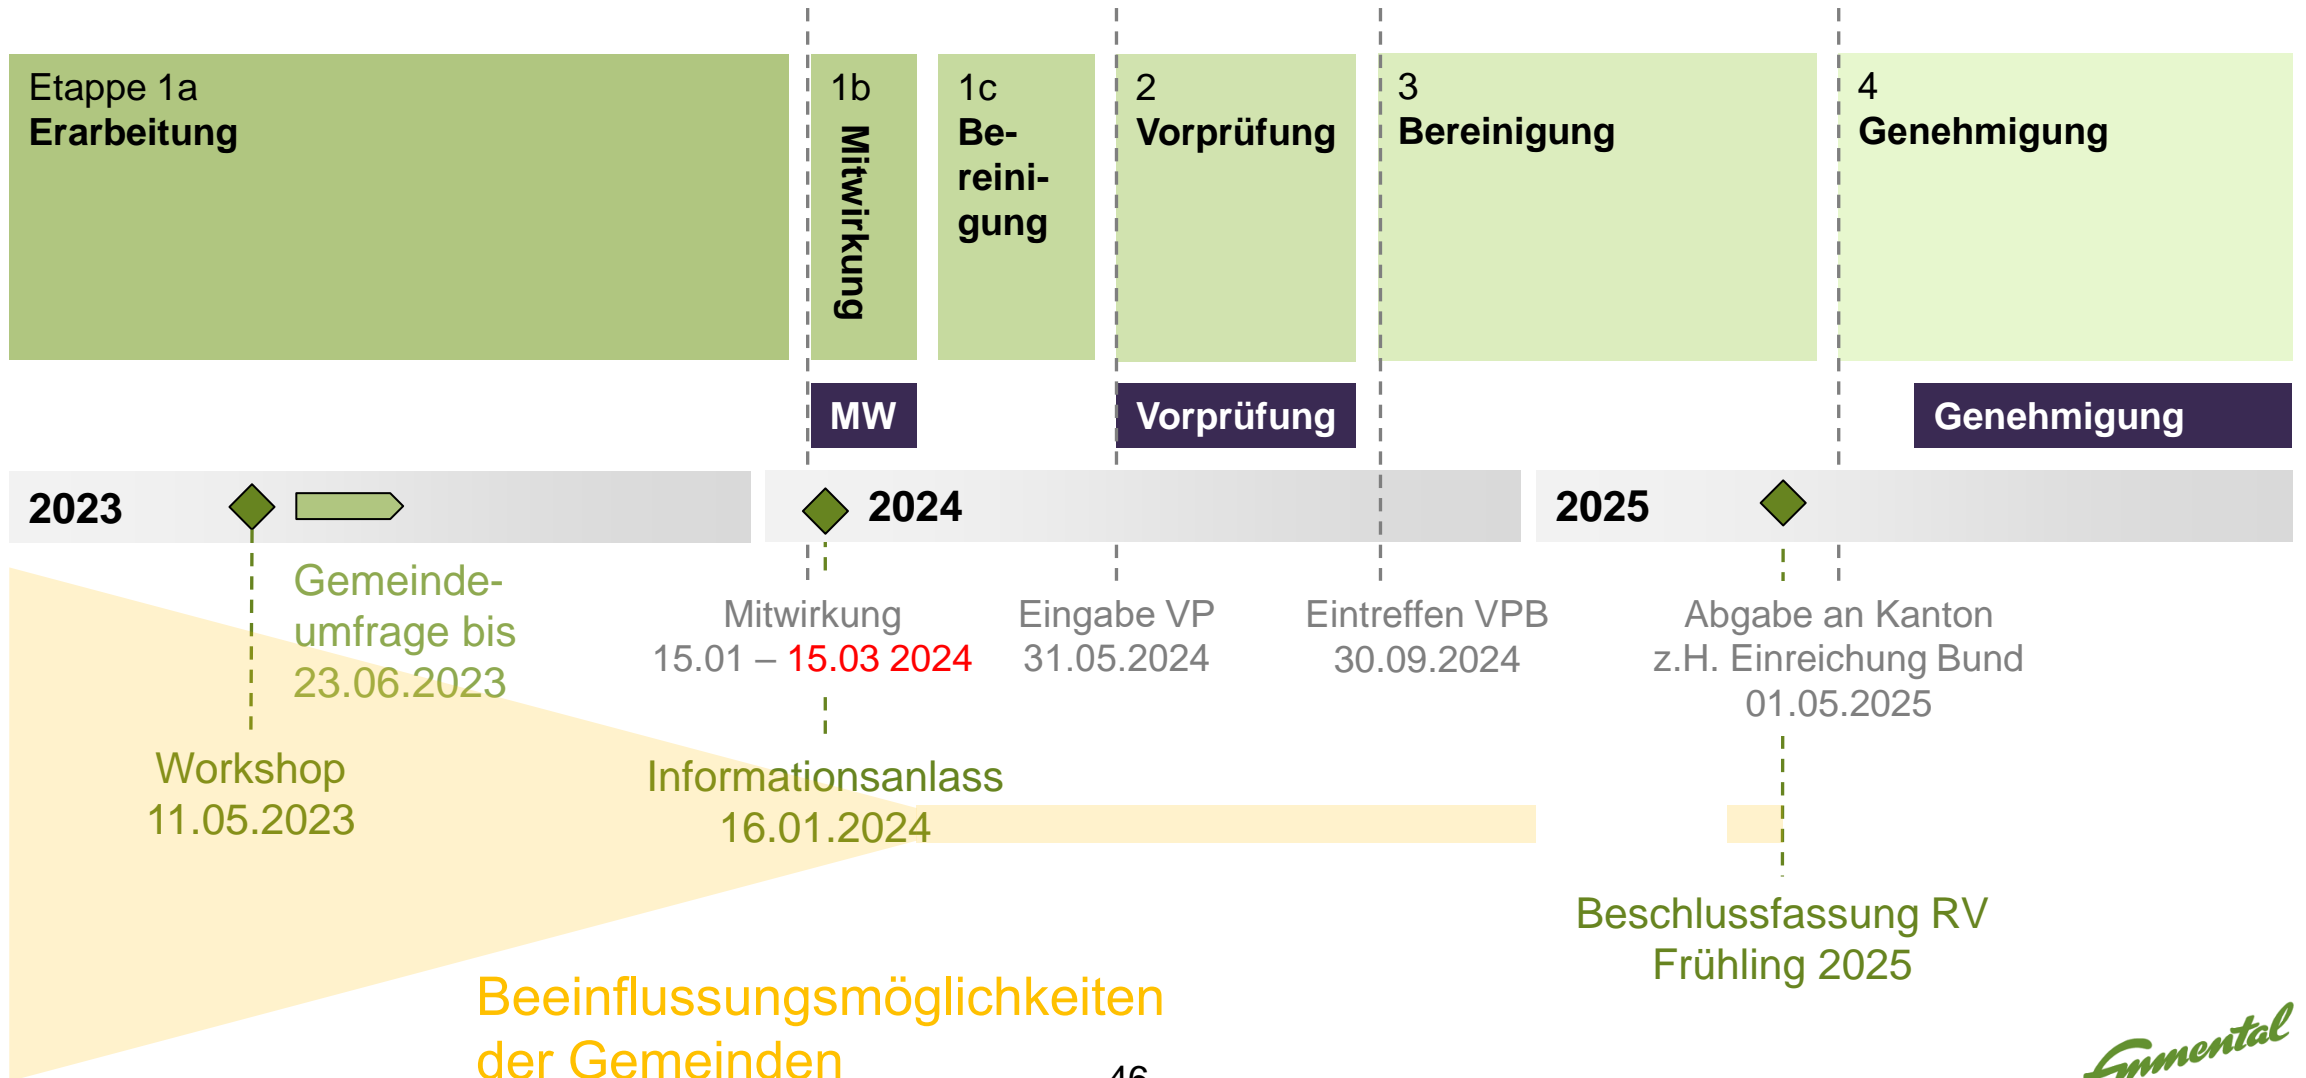 Etappe 1a
Erarbeitung
1b
Mitwirkung
1c
Be-
reini-
gung
2
Vorprüfung
3
Bereinigung
4
Genehmigung
MW
Vorprüfung
Genehmigung
2023
2024
2025
Gemeinde-
umfrage bis
23.06.2023
Mitwirkung
15.01 – 15.03 2024
Eingabe VP
31.05.2024
Eintreffen VPB
30.09.2024
Abgabe an Kanton
z.H. Einreichung Bund
01.05.2025
Workshop
11.05.2023
Informationsanlass
16.01.2024
Beschlussfassung RV
Frühling 2025
Beeinflussungsmöglichkeiten
der Gemeinden
46
Emmental